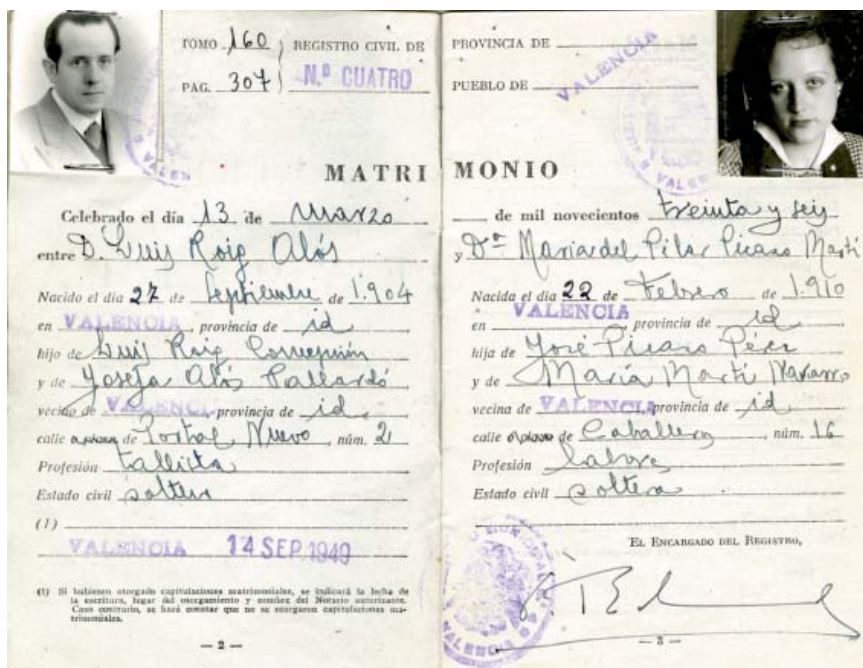 TOMO 160
PAG. 307
REGISTRO CIVIL DE
N.º CUATRO
MATRI
Celebrado el día 13 de Marzo
entre D. Luis Roig Alós
Nacido el día 27 de Septiembre de 1.904
en VALENCIA, provincia de id
hijo de Luis Roig
y de Josefa Alós Pallardó
vecino de VALENCIA provincia de id.
calle o plaza de Portal Nuevo, núm. 21
Profesión tallista
Estado civil soltero
(1)
VALENCIA 14 SEP. 1949
(1) Si hubiesen otorgado capitulaciones matrimoniales, se indicará la fecha de
la escritura, lugar del otorgamiento y nombre del Notario autorizante.
Caso contrario, se hará constar que no se otorgaron capitulaciones ma-
trimoniales.
— 2 —
PROVINCIA DE
VALENCIA
PUEBLO DE
MONIO
de mil novecientos treinta y seis
y Dª María del Pilar Picazo Martí
Nacida el día 22 de Febrero de 1.910
en VALENCIA, provincia de id
hija de José Picazo Pérez
y de María Martí Navarro
vecina de VALENCIA provincia de id
calle o plaza de Caballeros, núm. 16
Profesión labores
Estado civil soltera
EL ENCARGADO DEL REGISTRO,
— 3 —